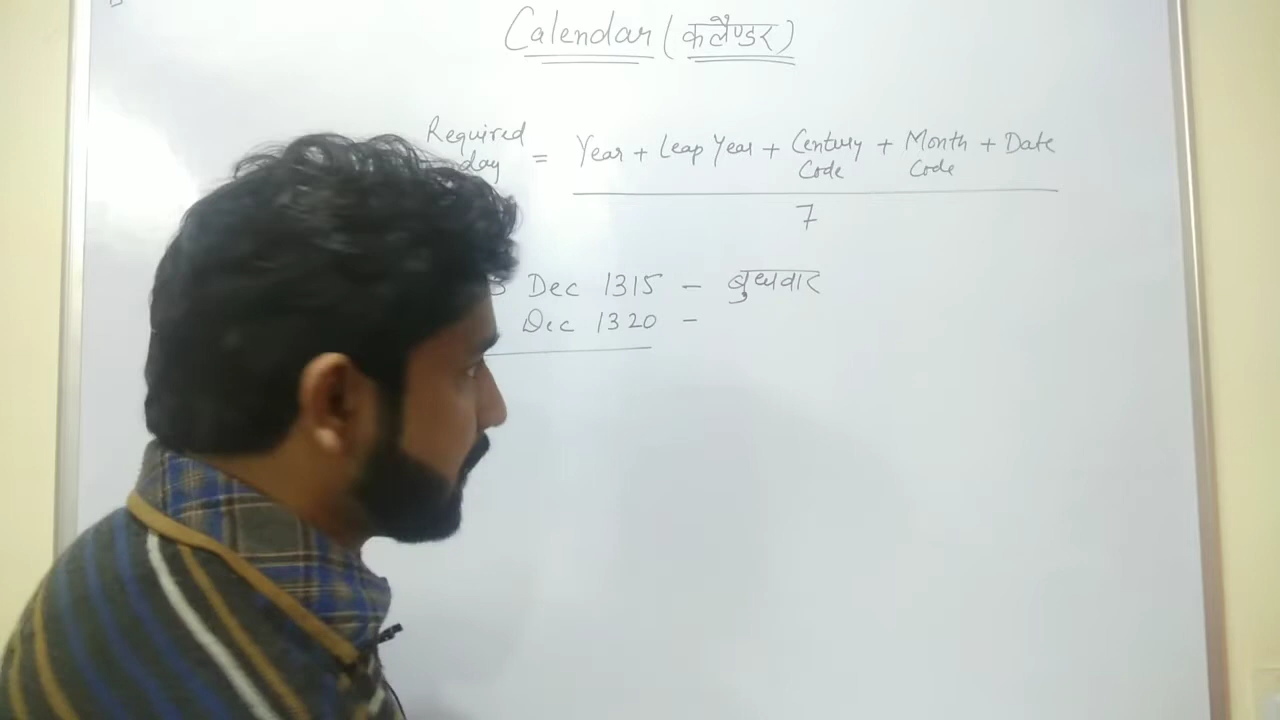 Calendar (कलैण्डर)
Required day = Year + Leap Year + Century Code + Month Code + Date
7
Dec 1315 - बुधवार
Dec 1320 -